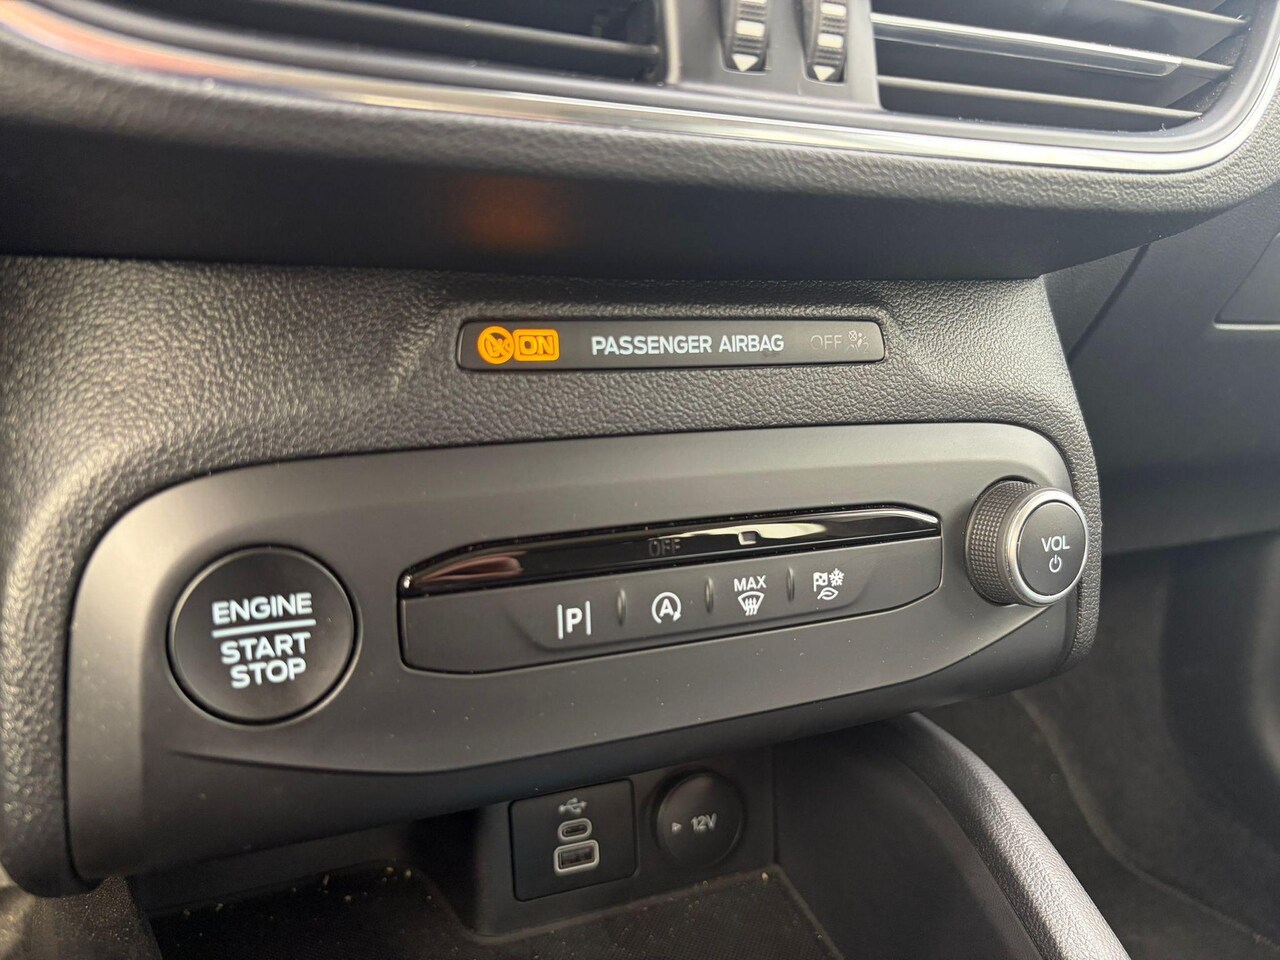 ON PASSENGER AIRBAG OFF
OFF
ENGINE
START
STOP
P
A
MAX
VOL
12V